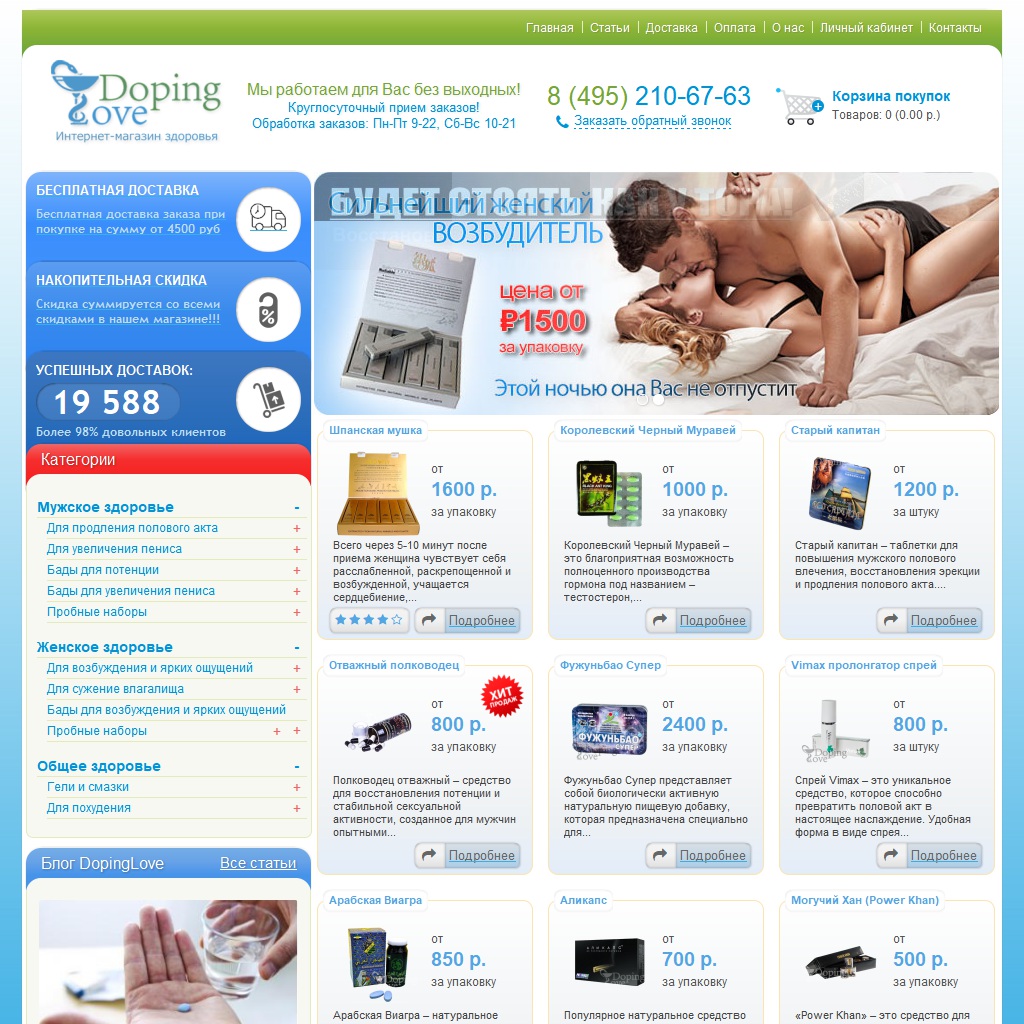 Главная
Статьи
Доставка
Оплата
О нас
Личный кабинет
Контакты
Doping
Love
Интернет-магазин здоровья
Мы работаем для Вас без выходных!
Круглосуточный прием заказов!
Обработка заказов: Пн-Пт 9-22, Сб-Вс 10-21
8 (495) 210-67-63
Заказать обратный звонок
Корзина покупок
Товаров: 0 (0.00 р.)
БЕСПЛАТНАЯ ДОСТАВКА
Бесплатная доставка заказа при
покупке на сумму от 4500 руб
НАКОПИТЕЛЬНАЯ СКИДКА
Скидка суммируется со всеми
скидками в нашем магазине!!!
УСПЕШНЫХ ДОСТАВОК:
19 588
Более 98% довольных клиентов
БУДЕТ СТОЯТЬ
Сильнейший женский
ВОЗБУДИТЕЛЬ
цена от
₽1500
за упаковку
Этой ночью она Вас не отпустит
Категории
Мужское здоровье -
Для продления полового акта +
Для увеличения пениса +
Бады для потенции +
Бады для увеличения пениса +
Пробные наборы +
Женское здоровье -
Для возбуждения и ярких ощущений +
Для сужение влагалища +
Бады для возбуждения и ярких ощущений
Пробные наборы + +
Общее здоровье -
Гели и смазки +
Для похудения +
Блог DopingLove
Все статьи
Шпанская мушка
от
1600 р.
за упаковку
Всего через 5-10 минут после
приема женщина чувствует себя
расслабленной, раскрепощенной и
возбужденной, учащается
сердцебиение,...
Подробнее
Королевский Черный Муравей
от
1000 р.
за упаковку
Королевский Черный Муравей –
это благоприятная возможность
полноценного производства
гормона под названием –
тестостерон,...
Подробнее
Старый капитан
от
1200 р.
за штуку
Старый капитан – таблетки для
повышения мужского полового
влечения, восстановления эрекции
и продления полового акта....
Подробнее
Отважный полководец
ХИТ
ПРОДАЖ
от
800 р.
за упаковку
Полководец отважный – средство
для восстановления потенции и
стабильной сексуальной
активности, созданное для мужчин
опытными...
Подробнее
Фужуньбао Супер
ФУЖУНЬБАО
СУПЕР
от
2400 р.
за упаковку
Фужуньбао Супер представляет
собой биологически активную
натуральную пищевую добавку,
которая предназначена специально
для...
Подробнее
Vimax пролонгатор спрей
Doping
Love
от
800 р.
за штуку
Спрей Vimax – это уникальное
средство, которое способно
превратить половой акт в
настоящее наслаждение. Удобная
форма в виде спрея...
Подробнее
Арабская Виагра
от
850 р.
за упаковку
Арабская Виагра – натуральное
Аликапс
Doping
Love
от
700 р.
за упаковку
Популярное натуральное средство
Могучий Хан (Power Khan)
Doping
Love
от
500 р.
за упаковку
«Power Khan» – это средство для